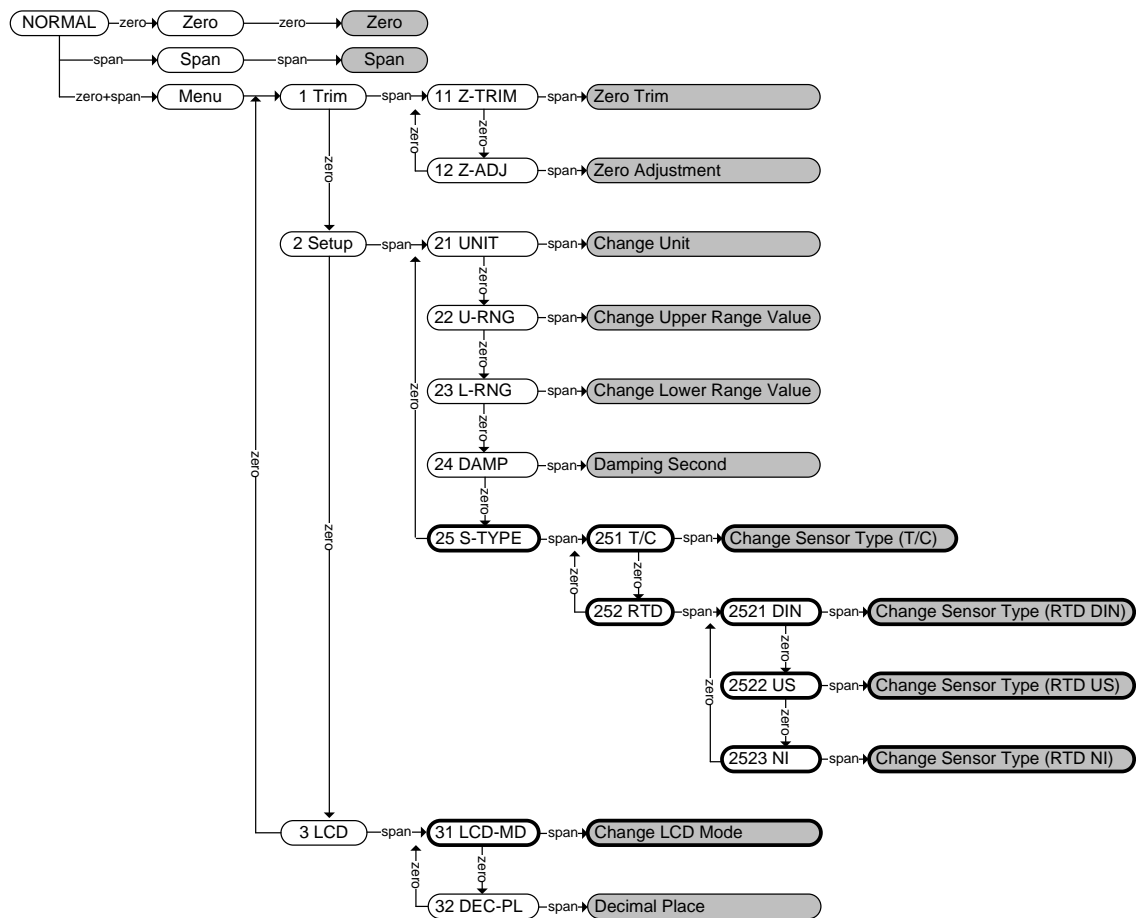 NORMAL zero Zero zero Zero
span Span span Span
zero+span Menu 1 Trim span 11 Z-TRIM span Zero Trim
zero zero zero
12 Z-ADJ span Zero Adjustment
2 Setup span 21 UNIT span Change Unit
zero
22 U-RNG span Change Upper Range Value
zero zero
23 L-RNG span Change Lower Range Value
zero
zero
24 DAMP span Damping Second
zero
zero
25 S-TYPE span 251 T/C span Change Sensor Type (T/C)
zero zero
252 RTD span 2521 DIN span Change Sensor Type (RTD DIN)
zero
2522 US span Change Sensor Type (RTD US)
zero zero
2523 NI span Change Sensor Type (RTD NI)
3 LCD span 31 LCD-MD span Change LCD Mode
zero zero
32 DEC-PL span Decimal Place